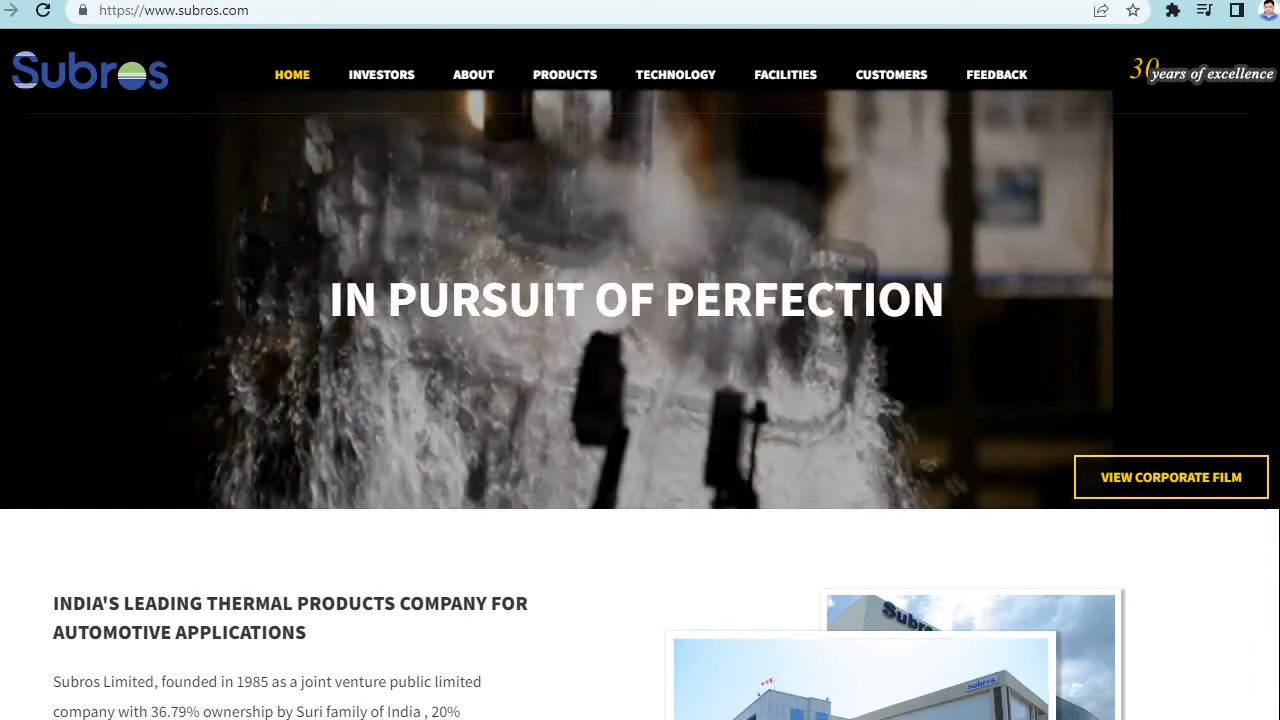 https://www.subros.com
Subros
HOME INVESTORS ABOUT PRODUCTS TECHNOLOGY FACILITIES CUSTOMERS FEEDBACK
30 years of excellence
IN PURSUIT OF PERFECTION
VIEW CORPORATE FILM
INDIA'S LEADING THERMAL PRODUCTS COMPANY FOR
AUTOMOTIVE APPLICATIONS
Subros Limited, founded in 1985 as a joint venture public limited
company with 36.79% ownership by Suri family of India , 20%
Subros